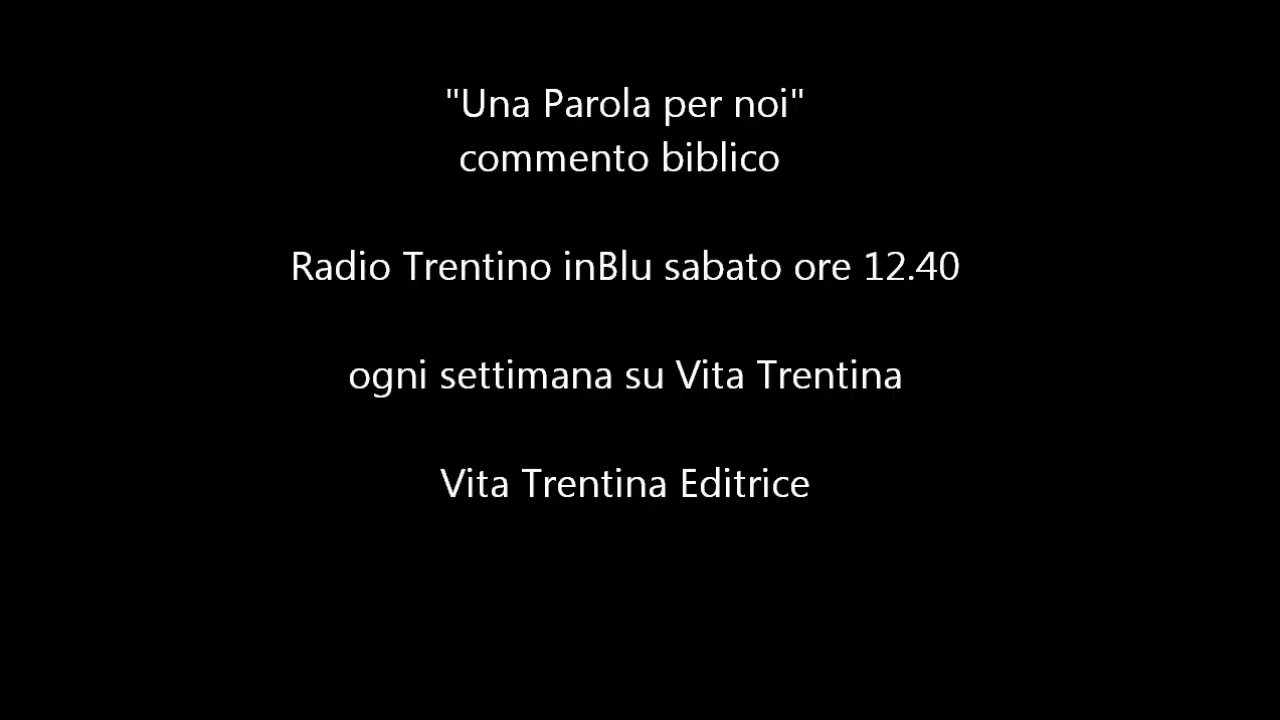 "Una Parola per noi"
commento biblico
Radio Trentino inBlu sabato ore 12.40
ogni settimana su Vita Trentina
Vita Trentina Editrice